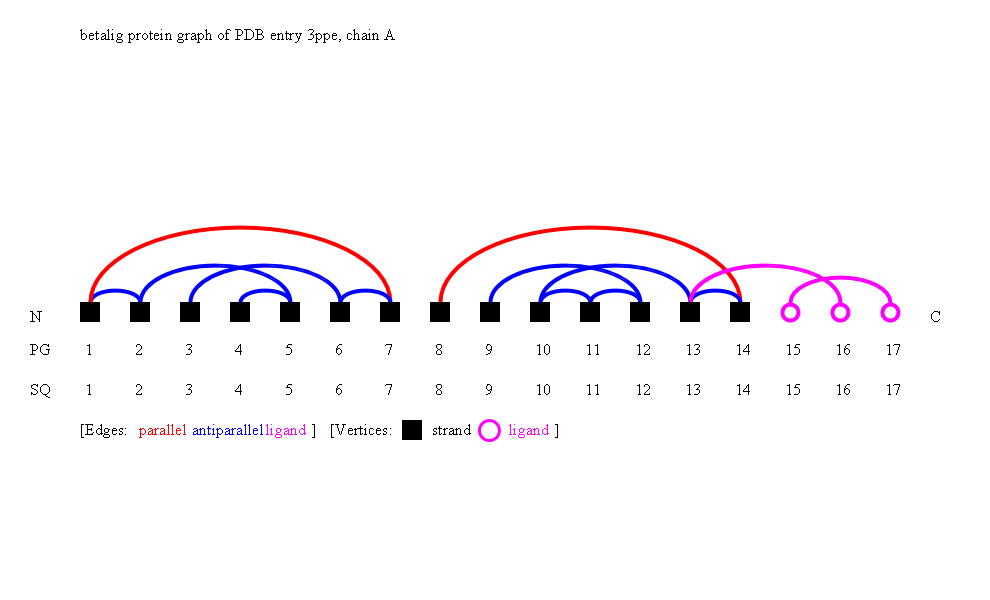 betalig protein graph of PDB entry 3ppe, chain A
N C
PG 1 2 3 4 5 6 7 8 9 10 11 12 13 14 15 16 17
SQ 1 2 3 4 5 6 7 8 9 10 11 12 13 14 15 16 17
[Edges: parallel antiparallel ligand ] [Vertices: strand ligand ]